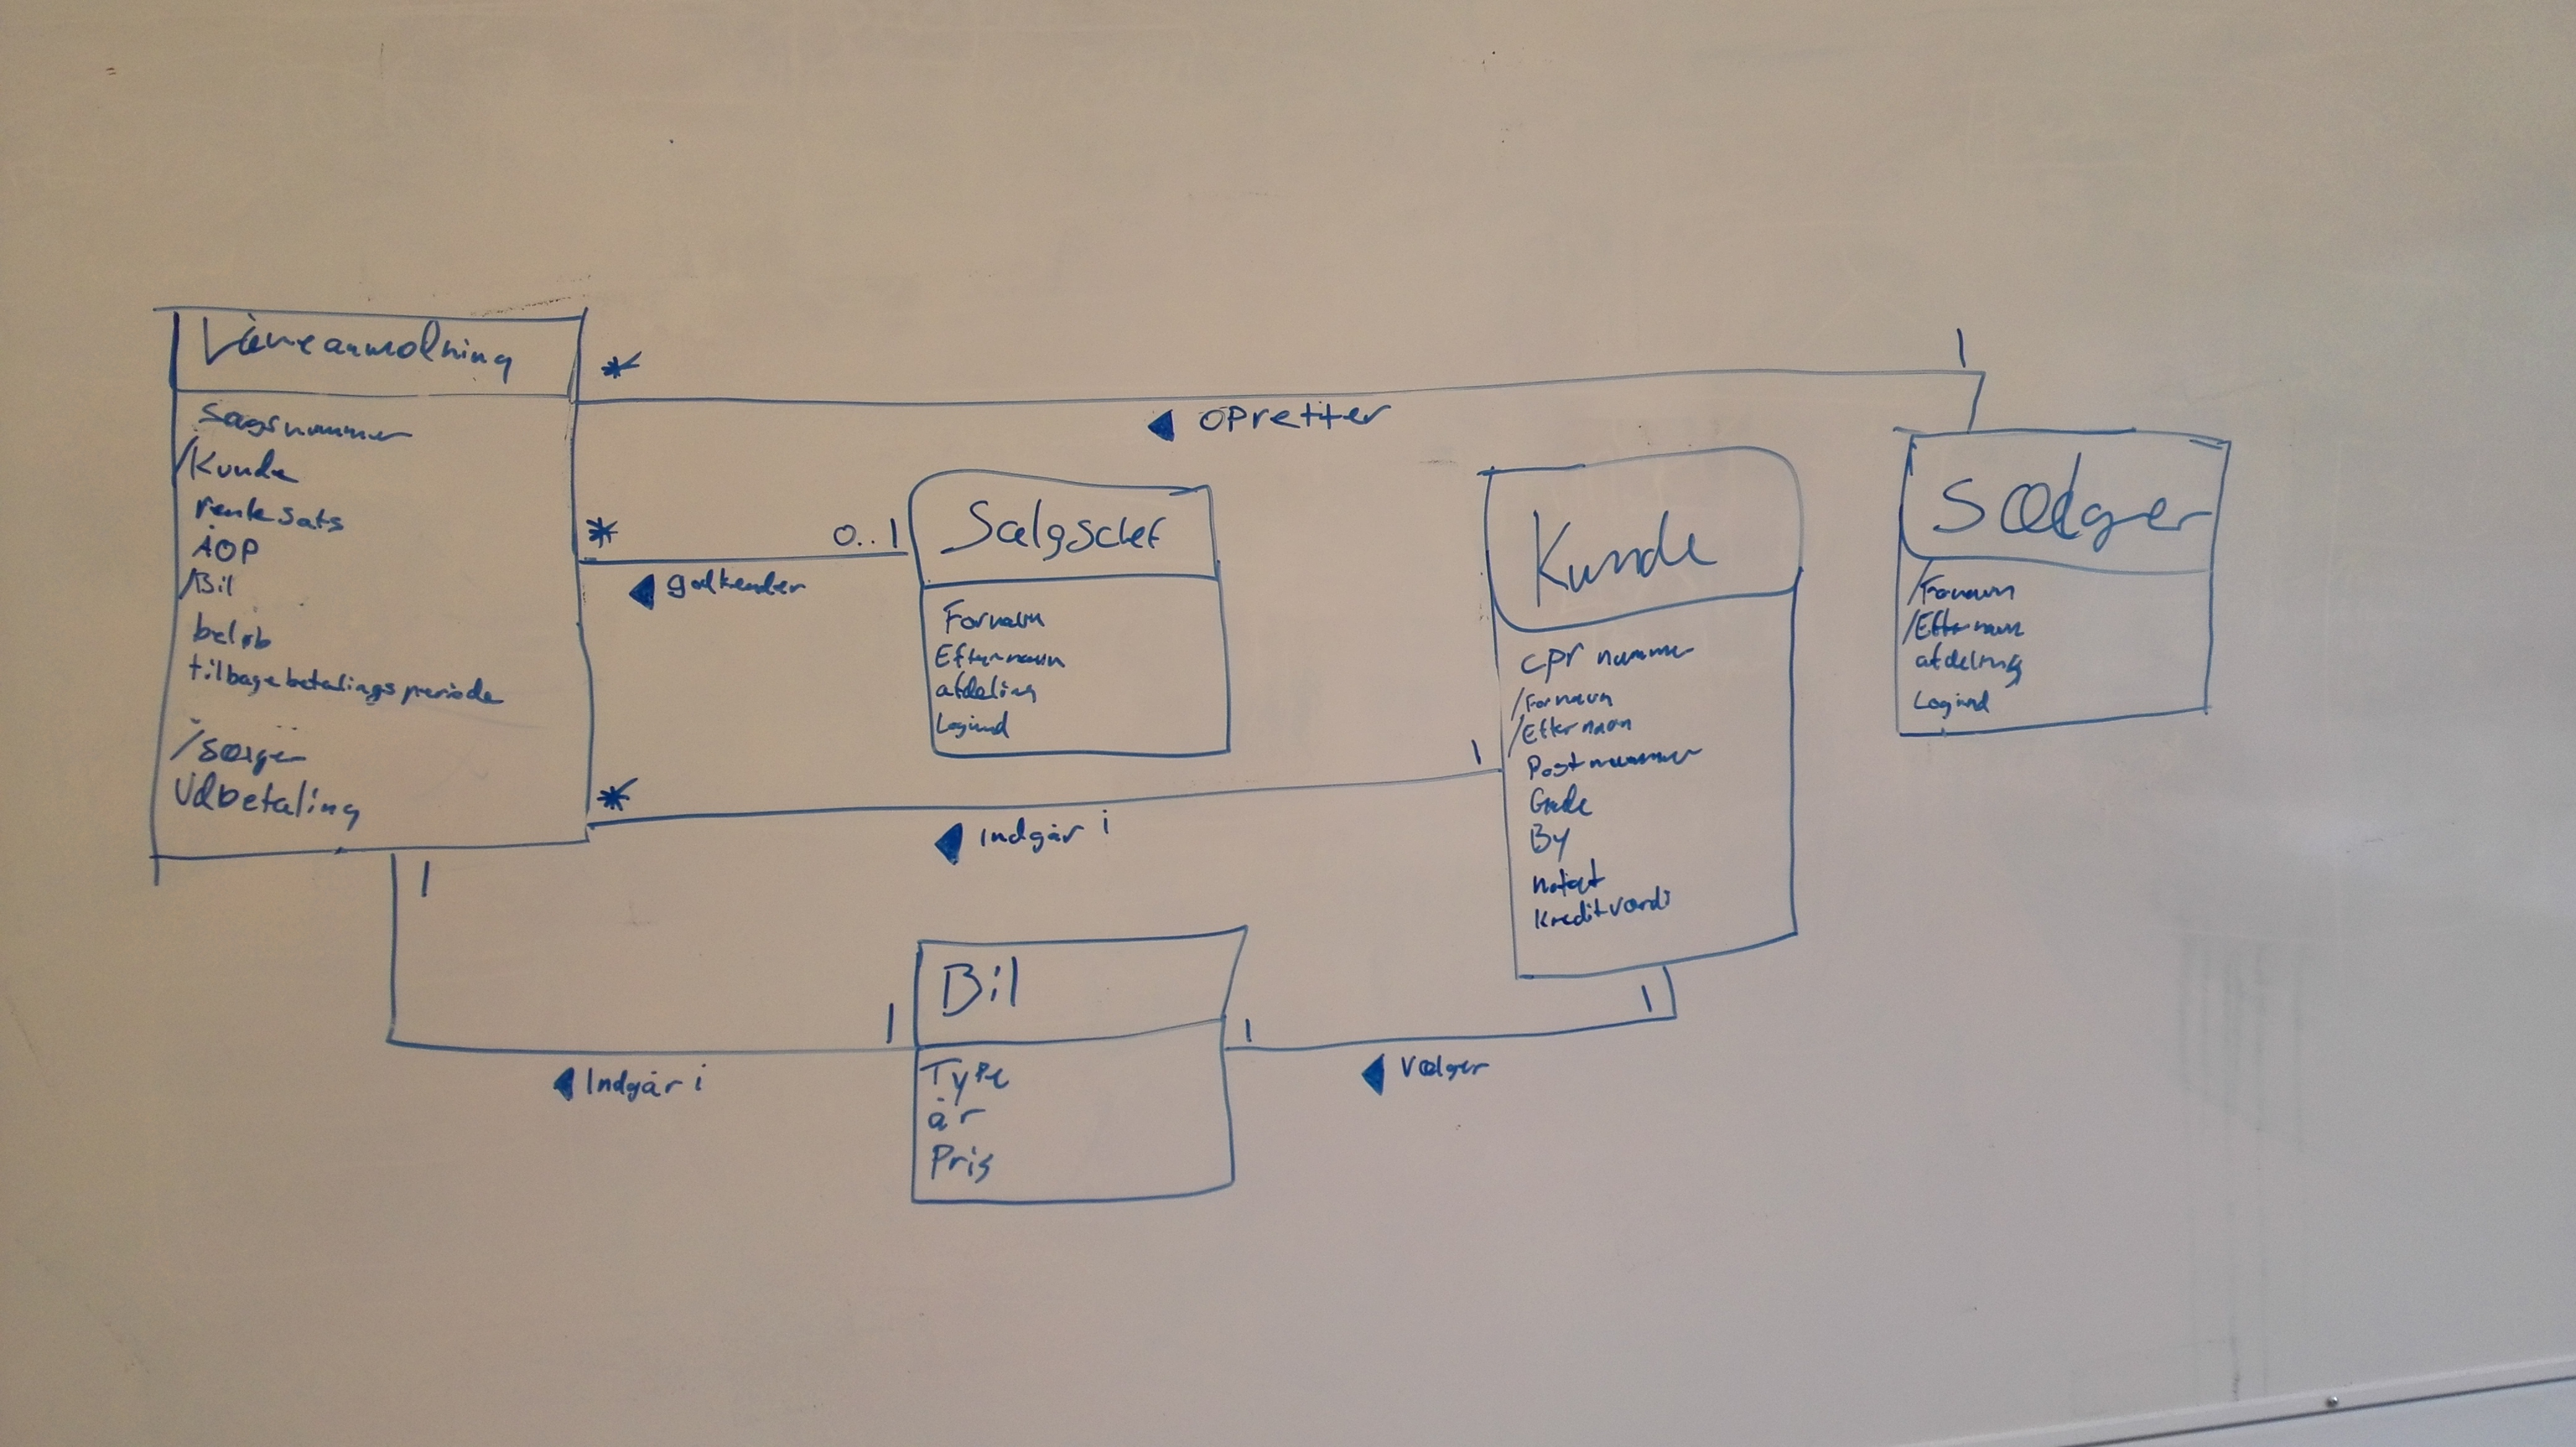 Låneanmodning
Sagsnummer
/Kunde
rentesats
ÅOP
/Bil
beløb
tilbagebetalingsperiode
/Sælger
Udbetaling
*
1
◀ opretter
*
0..1
◀ godkender
Salgschef
Fornavn
Efternavn
afdeling
Logind
Kunde
cpr nummer
/Fornavn
/Efternavn
Postnummer
Gade
By
notat
Kreditværdi
Sælger
/Fornavn
/Efternavn
afdeling
Logind
*
1
◀ Indgår i
1
1
◀ Indgår i
Bil
Type
år
Pris
1
1
◀ Vælger